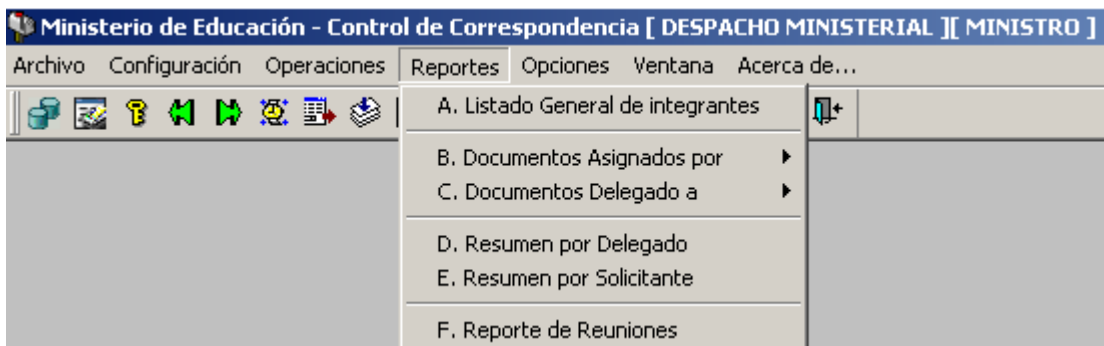 Ministerio de Educación - Control de Correspondencia [ DESPACHO MINISTERIAL ][ MINISTRO ]
Archivo Configuración Operaciones Reportes Opciones Ventana Acerca de...
A. Listado General de integrantes
B. Documentos Asignados por
C. Documentos Delegado a
D. Resumen por Delegado
E. Resumen por Solicitante
F. Reporte de Reuniones